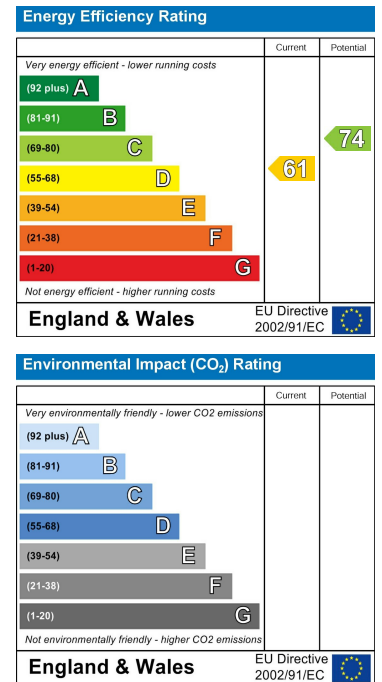 Energy Efficiency Rating
Current Potential
Very energy efficient - lower running costs
(92 plus) A
(81-91) B
(69-80) C
(55-68) D
(39-54) E
(21-38) F
(1-20) G
61
74
Not energy efficient - higher running costs
England & Wales
EU Directive
2002/91/EC
Environmental Impact (CO₂) Rating
Current Potential
Very environmentally friendly - lower CO2 emissions
(92 plus) A
(81-91) B
(69-80) C
(55-68) D
(39-54) E
(21-38) F
(1-20) G
Not environmentally friendly - higher CO2 emissions
England & Wales
EU Directive
2002/91/EC